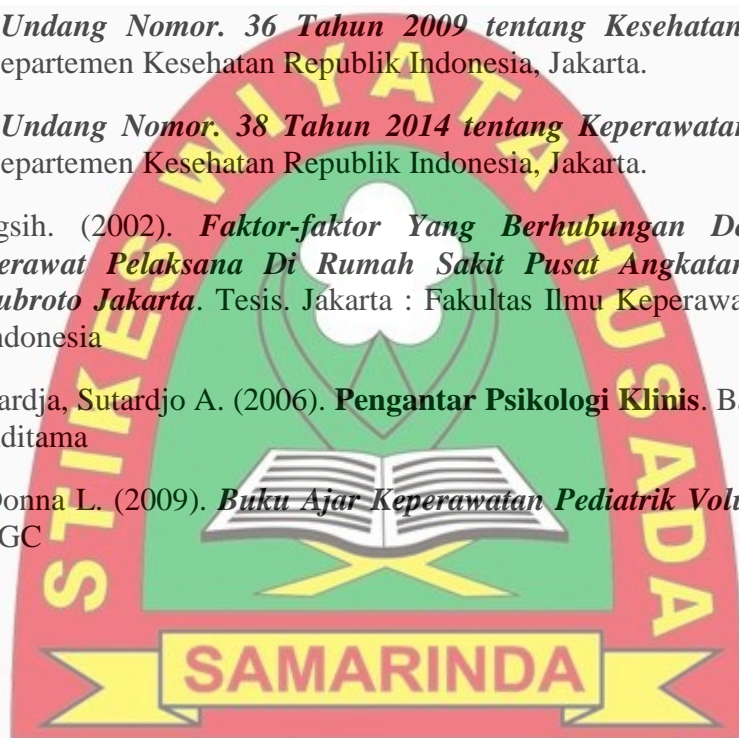 Undang Nomor. 36 Tahun 2009 tentang Kesehatan
epartemen Kesehatan Republik Indonesia, Jakarta.
Undang Nomor. 38 Tahun 2014 tentang Keperawatan
epartemen Kesehatan Republik Indonesia, Jakarta.
gsih. (2002). Faktor-faktor Yang Berhubungan De
erawat Pelaksana Di Rumah Sakit Pusat Angkatan
ubroto Jakarta. Tesis. Jakarta : Fakultas Ilmu Keperawa
ndonesia
ardja, Sutardjo A. (2006). Pengantar Psikologi Klinis. Ba
ditama
Donna L. (2009). Buku Ajar Keperawatan Pediatrik Volu
GC
STIKES WIYATA HUSADA
SAMARINDA